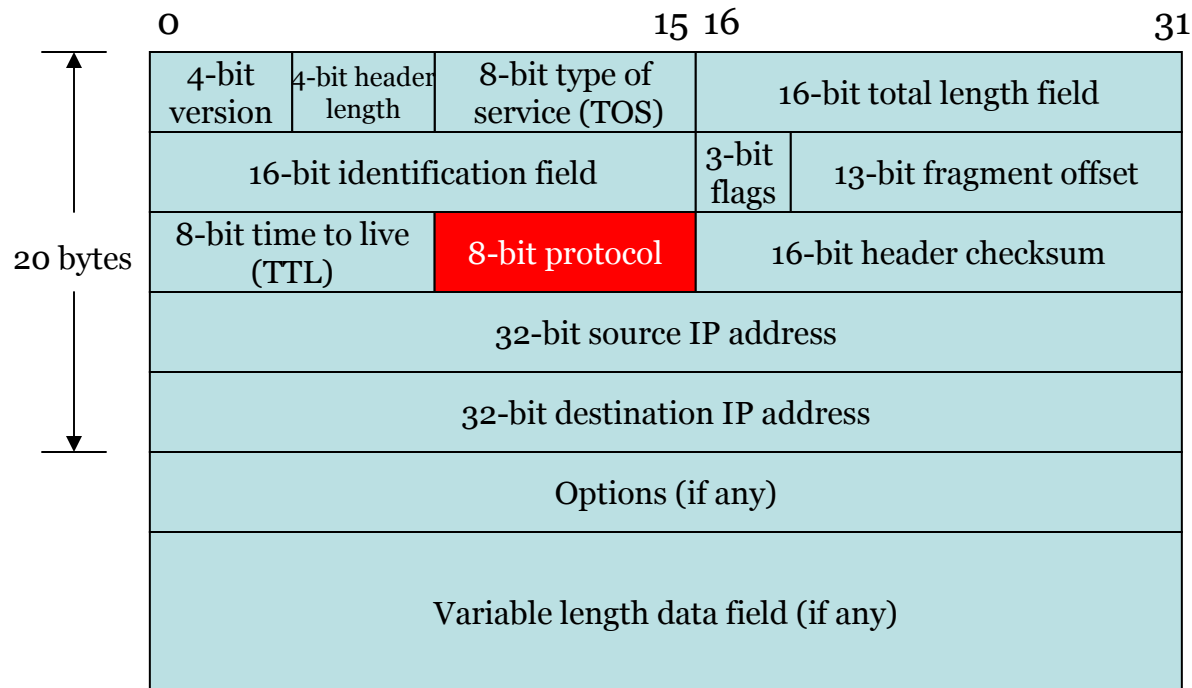 0 15 16 31
4-bit
version
4-bit header
length
8-bit type of
service (TOS)
16-bit total length field
16-bit identification field
3-bit
flags
13-bit fragment offset
20 bytes
8-bit time to live
(TTL)
8-bit protocol
16-bit header checksum
32-bit source IP address
32-bit destination IP address
Options (if any)
Variable length data field (if any)